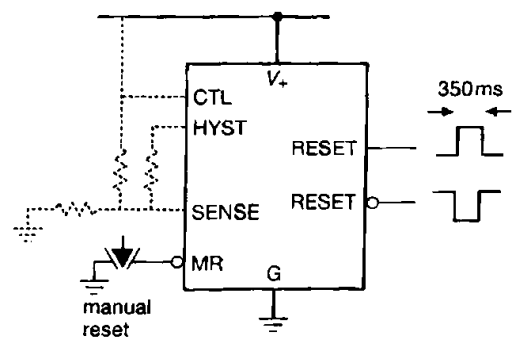 V+
350ms
CTL
HYST
RESET
RESET
SENSE
MR
G
manual
reset